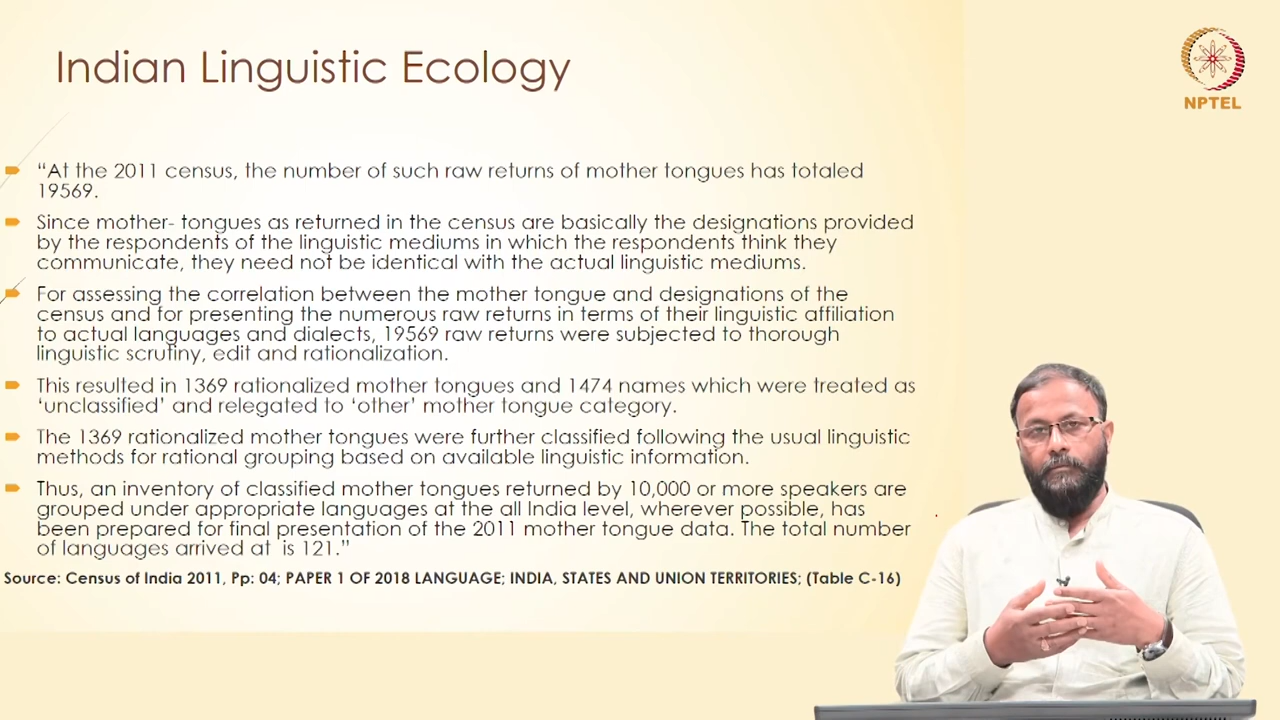 Indian Linguistic Ecology
NPTEL
“At the 2011 census, the number of such raw returns of mother tongues has totaled
19569.
Since mother- tongues as returned in the census are basically the designations provided
by the respondents of the linguistic mediums in which the respondents think they
communicate, they need not be identical with the actual linguistic mediums.
For assessing the correlation between the mother tongue and designations of the
census and for presenting the numerous raw returns in terms of their linguistic affiliation
to actual languages and dialects, 19569 raw returns were subjected to thorough
linguistic scrutiny, edit and rationalization.
This resulted in 1369 rationalized mother tongues and 1474 names which were treated as
‘unclassified’ and relegated to ‘other’ mother tongue category.
The 1369 rationalized mother tongues were further classified following the usual linguistic
methods for rational grouping based on available linguistic information.
Thus, an inventory of classified mother tongues returned by 10,000 or more speakers are
grouped under appropriate languages at the all India level, wherever possible, has
been prepared for final presentation of the 2011 mother tongue data. The total number
of languages arrived at is 121.”
Source: Census of India 2011, Pp: 04; PAPER 1 OF 2018 LANGUAGE; INDIA, STATES AND UNION TERRITORIES; (Table C-16)